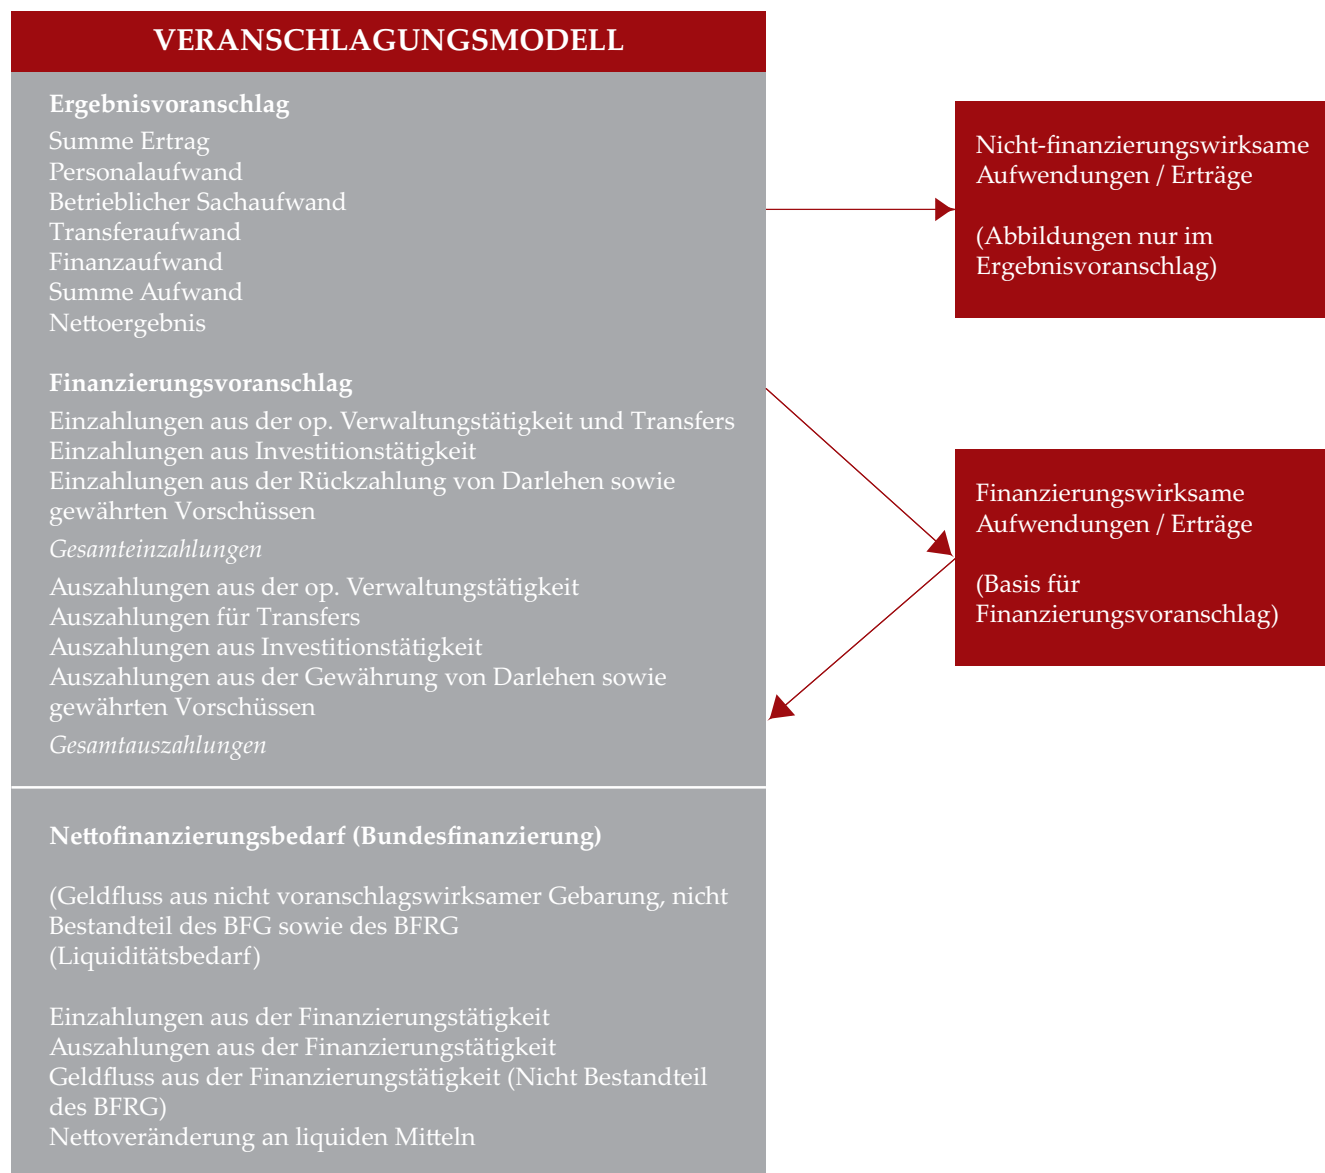 VERANSCHLAGUNGSMODELL
Ergebnisvoranschlag
Summe Ertrag
Personalaufwand
Betrieblicher Sachaufwand
Transferaufwand
Finanzaufwand
Summe Aufwand
Nettoergebnis
Finanzierungsvoranschlag
Einzahlungen aus der op. Verwaltungstätigkeit und Transfers
Einzahlungen aus Investitionstätigkeit
Einzahlungen aus der Rückzahlung von Darlehen sowie
gewährten Vorschüssen
Gesamteinzahlungen
Auszahlungen aus der op. Verwaltungstätigkeit
Auszahlungen für Transfers
Auszahlungen aus Investitionstätigkeit
Auszahlungen aus der Gewährung von Darlehen sowie
gewährten Vorschüssen
Gesamtauszahlungen
Nettofinanzierungsbedarf (Bundesfinanzierung)
(Geldfluss aus nicht voranschlagswirksamer Gebarung, nicht
Bestandteil des BFG sowie des BFRG
(Liquiditätsbedarf)
Einzahlungen aus der Finanzierungstätigkeit
Auszahlungen aus der Finanzierungstätigkeit
Geldfluss aus der Finanzierungstätigkeit (Nicht Bestandteil
des BFRG)
Nettoveränderung an liquiden Mitteln
Nicht-finanzierungswirksame
Aufwendungen / Erträge
(Abbildungen nur im
Ergebnisvoranschlag)
Finanzierungswirksame
Aufwendungen / Erträge
(Basis für
Finanzierungsvoranschlag)